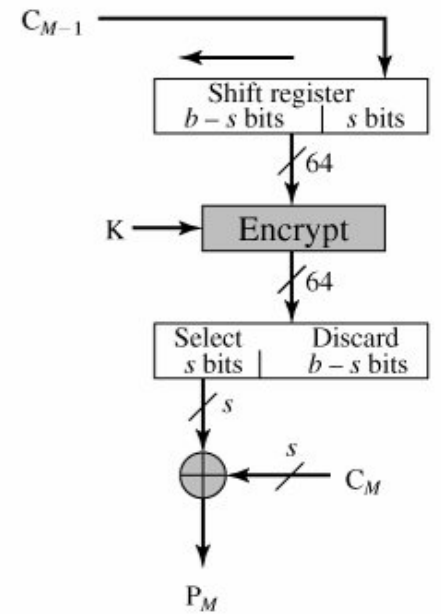 C_{M−1}
Shift register
b − s bits | s bits
64
K
Encrypt
64
Select Discard
s bits | b − s bits
s
s
C_M
P_M